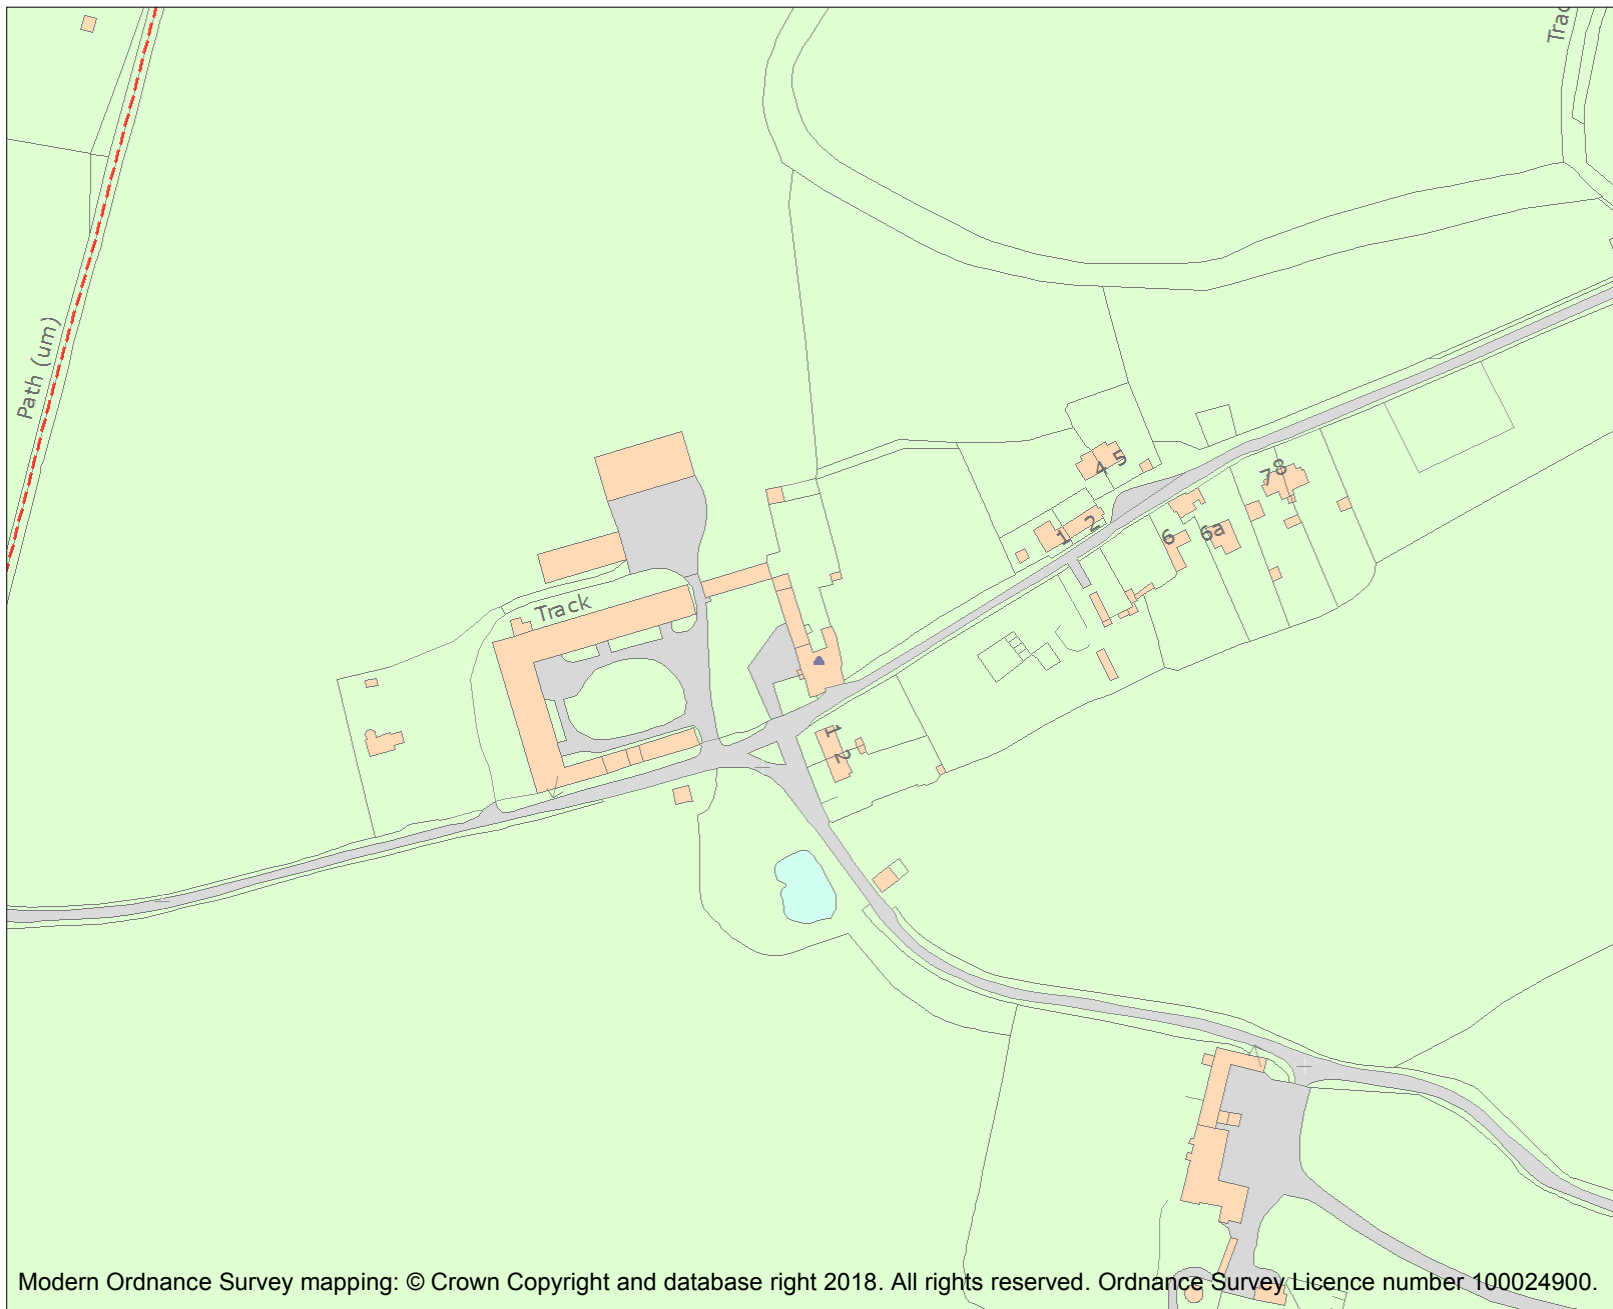 Trac
Path (um)
4 5
7 8
1 2
6 6a
Track
1
2
Modern Ordnance Survey mapping: © Crown Copyright and database right 2018. All rights reserved. Ordnance Survey Licence number 100024900.